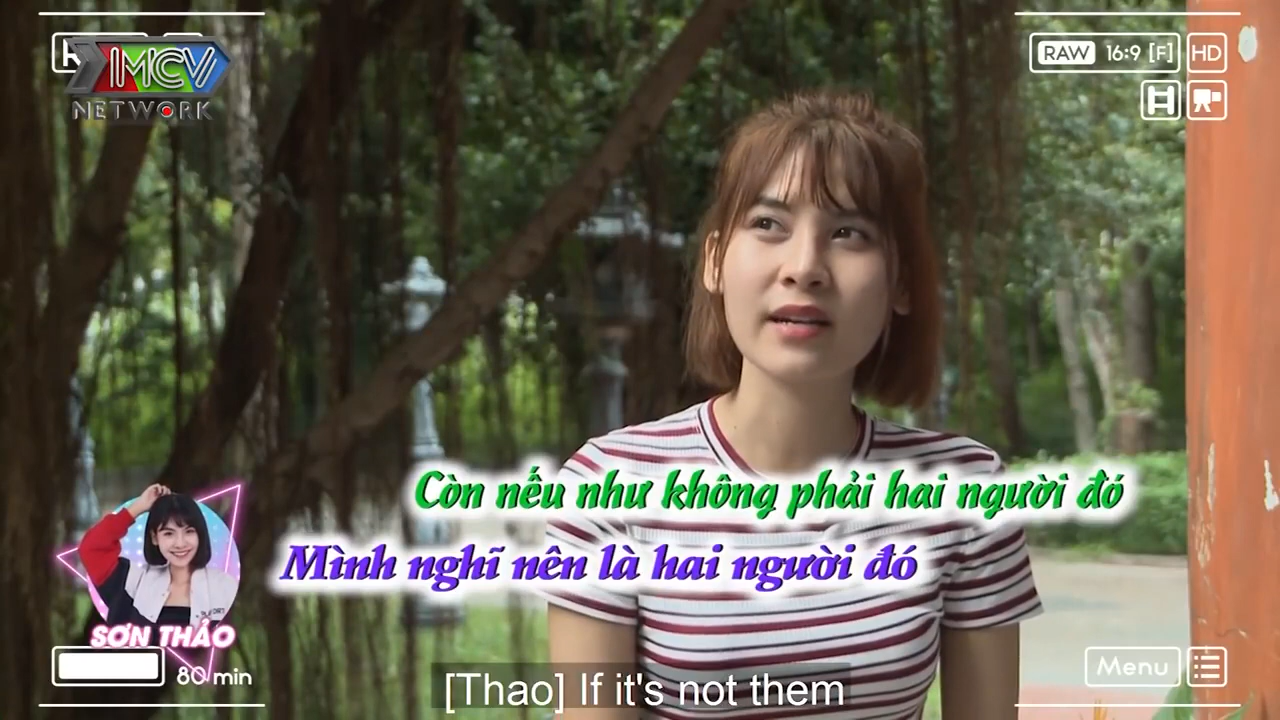 MCV
NETWORK
RAW 16:9 [F] HD
Còn nếu như không phải hai người đó
Mình nghĩ nên là hai người đó
SƠN THẢO
80 min
Menu
[Thao] If it's not them